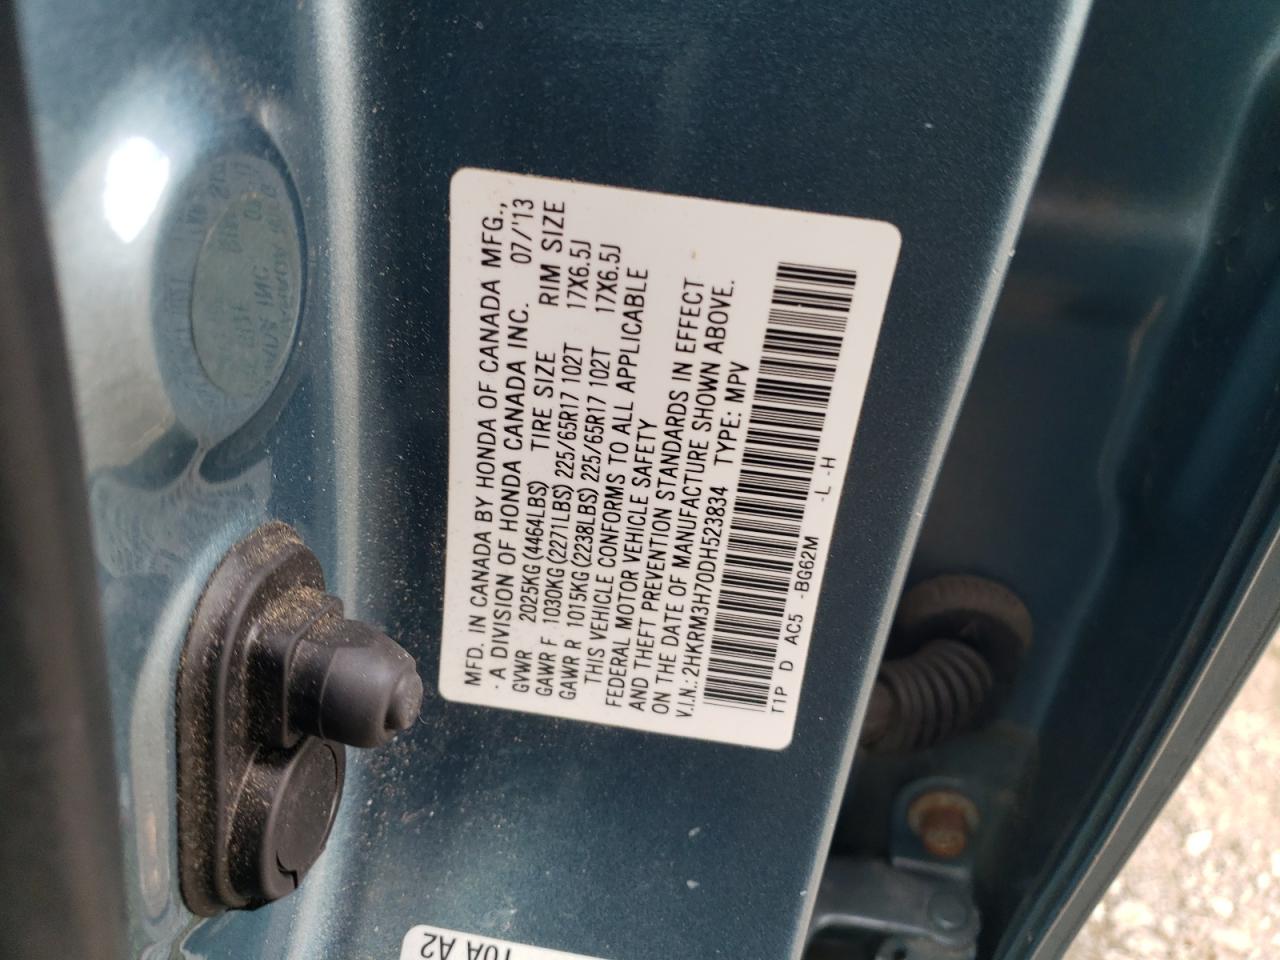 MFD. IN CANADA BY HONDA OF CANADA MFG.,
- A DIVISION OF HONDA CANADA INC. 07/'13
GVWR 2025KG(4464LBS) TIRE SIZE RIM SIZE
GAWR F 1030KG(2271LBS) 225/65R17 102T 17X6.5J
GAWR R 1015KG(2238LBS) 225/65R17 102T 17X6.5J
THIS VEHICLE CONFORMS TO ALL APPLICABLE
FEDERAL MOTOR VEHICLE SAFETY
AND THEFT PREVENTION STANDARDS IN EFFECT
ON THE DATE OF MANUFACTURE SHOWN ABOVE.
V.I.N.: 2HKRM3H70DH523834 TYPE: MPV
T1P D AC5 -BG62M -L -H
10A A2